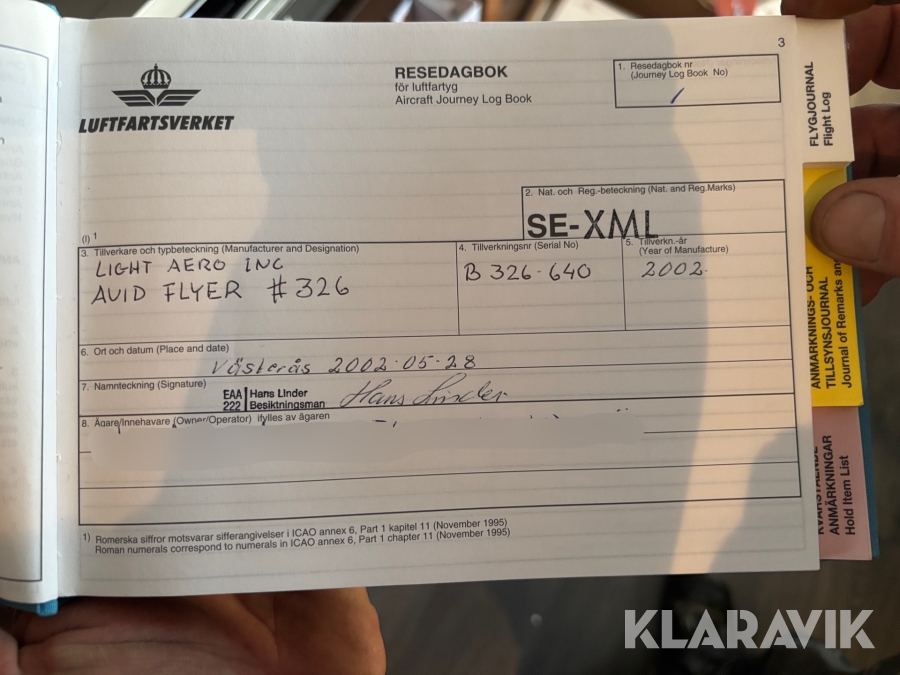 3
LUFTFARTSVERKET
RESEDAGBOK
för luftfartyg
Aircraft Journey Log Book
1. Resedagbok nr
(Journey Log Book No)
1
2. Nat. och Reg.-beteckning (Nat. and Reg.Marks)
SE-XML
(I) 1
3. Tillverkare och typbeteckning (Manufacturer and Designation)
LIGHT AERO INC
AVID FLYER #326
4. Tillverkningsnr (Serial No)
B 326-640
5. Tillverkn.-år
(Year of Manufacture)
2002.
6. Ort och datum (Place and date)
Västerås 2002-05-28
7. Namnteckning (Signature)
EAA Hans Linder
222 Besiktningsman
Hans Linder
8. Ägare/Innehavare (Owner/Operator) ifylles av ägaren
1) Romerska siffror motsvarar sifferangivelser i ICAO annex 6, Part 1 kapitel 11 (November 1995)
Roman numerals correspond to numerals in ICAO annex 6, Part 1 chapter 11 (November 1995)
FLYGJOURNAL
Flight Log
ANMÄRKNINGS- OCH
TILLSYNSJOURNAL
Journal of Remarks and
KVARSTÅENDE
ANMÄRKNINGAR
Hold Item List
KLARAVIK